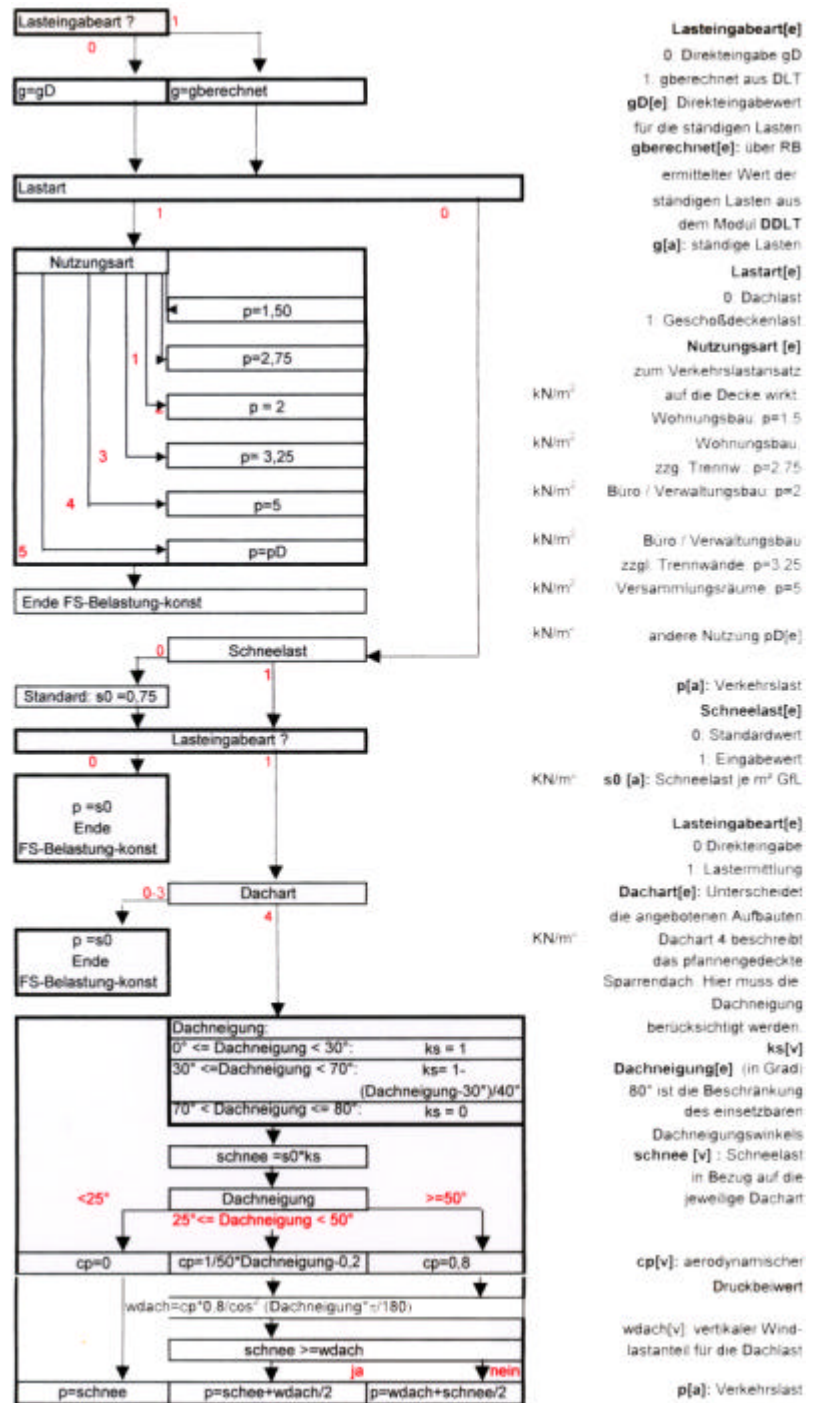 Lasteingabeart ?
1
0
g=gD
g=gberechnet
Lastart
1
0
Nutzungsart
p=1,50
1
p=2,75
p = 2
3
p= 3,25
4
p=5
5
p=pD
Ende FS-Belastung-konst
0
Schneelast
1
Standard: s0 =0,75
Lasteingabeart ?
0
1
p =s0
Ende
FS-Belastung-konst
0-3
Dachart
4
p =s0
Ende
FS-Belastung-konst
Dachneigung:
0° <= Dachneigung < 30°: ks = 1
30° <=Dachneigung < 70°: ks= 1-
(Dachneigung-30°)/40°
70° < Dachneigung <= 80°: ks = 0
schnee =s0*ks
<25°
Dachneigung
>=50°
25°<= Dachneigung < 50°
cp=0
cp=1/50*Dachneigung-0,2
cp=0,8
wdach=cp*0,8/cos² (Dachneigung*π/180)
schnee >=wdach
ja
nein
p=schnee
p=schee+wdach/2
p=wdach+schnee/2
Lasteingabeart[e]
0: Direkteingabe gD
1: gberechnet aus DLT
gD[e]: Direkteingabewert
für die ständigen Lasten
gberechnet[e]: über RB
ermittelter Wert der
ständigen Lasten aus
dem Modul DDLT
g[a]: ständige Lasten
Lastart[e]
0: Dachlast
1: Geschoßdeckenlast
Nutzungsart [e]
zum Verkehrslastansatz
kN/m² auf die Decke wirkt.
Wohnungsbau: p=1.5
kN/m² Wohnungsbau.
zzg. Trennw.: p=2.75
kN/m² Büro / Verwaltungsbau: p=2
kN/m² Büro / Verwaltungsbau
zzgl. Trennwände: p=3.25
kN/m² Versammlungsräume: p=5
kN/m² andere Nutzung pD[e]
p[a]: Verkehrslast
Schneelast[e]
0: Standardwert
1: Eingabewert
KN/m² s0 [a]: Schneelast je m² GfL
Lasteingabeart[e]
0:Direkteingabe
1: Lastermittlung
Dachart[e]: Unterscheidet
die angebotenen Aufbauten
KN/m² Dachart 4 beschreibt
das pfannengedeckte
Sparrendach. Hier muss die
Dachneigung
berücksichtigt werden.
ks[v]
Dachneigung[e] (in Grad)
80° ist die Beschränkung
des einsetzbaren
Dachneigungswinkels
schnee [v] : Schneelast
in Bezug auf die
jeweilige Dachart
cp[v]: aerodynamischer
Druckbeiwert
wdach[v]: vertikaler Wind-
lastanteil für die Dachlast
p[a]: Verkehrslast